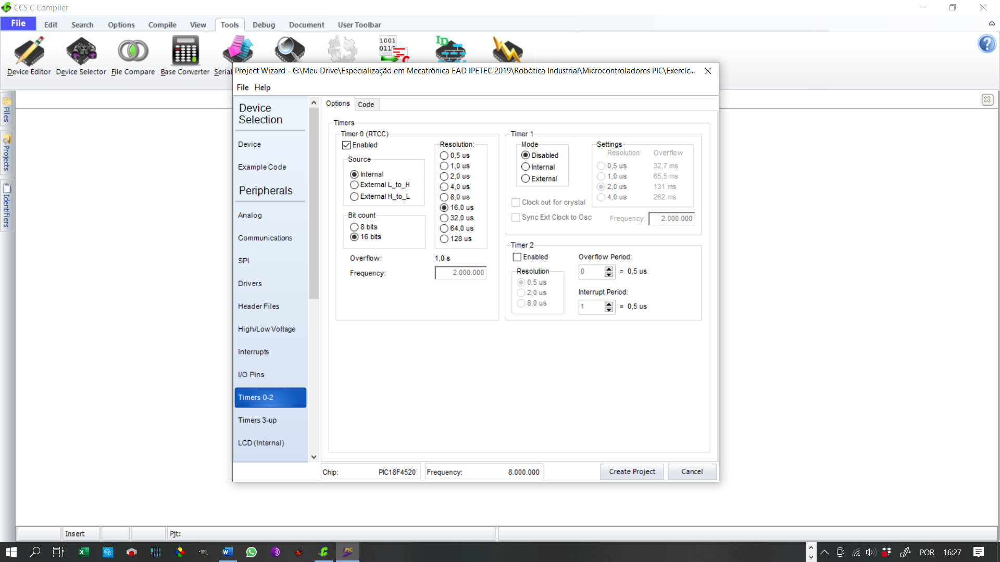 CCS C Compiler
File Edit Search Options Compile View Tools Debug Document User Toolbar
1001
ID
Device Editor Device Selector File Compare Base Converter Serial
Project Wizard - G:\Meu Drive\Especialização em Mecatrônica EAD IPETEC 2019\Robótica Industrial\Microcontroladores PIC\Exercíc...
File Help
Files
Projects
Identifiers
Device Selection
Device
Example Code
Peripherals
Analog
Communications
SPI
Drivers
Header Files
High/Low Voltage
Interrupts
I/O Pins
Timers 0-2
Timers 3-up
LCD (Internal)
Options Code
Timers
Timer 0 (RTCC)
Enabled
Source
Internal
External L_to_H
External H_to_L
Bit count
8 bits
16 bits
Resolution:
0,5 us
1,0 us
2,0 us
4,0 us
8,0 us
16,0 us
32,0 us
64,0 us
128 us
Overflow: 1,0 s
Frequency: 2.000.000
Timer 1
Mode
Disabled
Internal
External
Settings
Resolution Overflow
0,5 us 32,7 ms
1,0 us 65,5 ms
2,0 us 131 ms
4,0 us 262 ms
Clock out for crystal
Sync Ext Clock to Osc
Frequency: 2.000.000
Timer 2
Enabled
Resolution
0,5 us
2,0 us
8,0 us
Overflow Period:
0 = 0,5 us
Interrupt Period:
1 = 0,5 us
Chip: PIC18F4520 Frequency: 8.000.000 Create Project Cancel
Insert Pjt:
PIC
POR 16:27